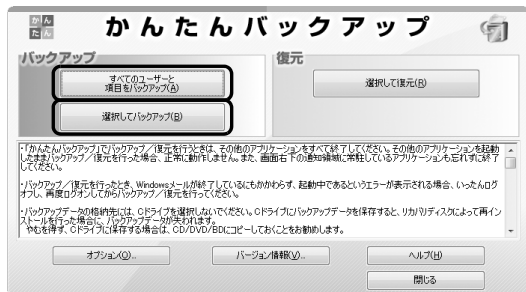 かん
たん
かんたんバックアップ
バックアップ
復元
すべてのユーザーと
項目をバックアップ(A)
選択してバックアップ(B)
選択して復元(R)
・「かんたんバックアップ」でバックアップ／復元を行うときは、その他のアプリケーションをすべて終了してください。その他のアプリケーションを起動
したままバックアップ／復元を行った場合、正常に動作しません。また、画面右下の通知領域に常駐しているアプリケーションも忘れずに終了
してください。
・バックアップ／復元を行ったとき、Windowsメールが終了しているにもかかわらず、起動中であるというエラーが表示される場合、いったんログ
オフし、再度ログオンしてからバックアップ／復元を行ってください。
・バックアップデータの格納先には、Cドライブを選択しないでください。Cドライブにバックアップデータを保存すると、リカバリディスクによって再イン
ストールを行った場合に、バックアップデータが失われます。
やむを得ず、Cドライブに保存する場合は、CD/DVD/BDにコピーしておくことをお勧めします。
オプション(O)...
バージョン情報(V)...
ヘルプ(H)
閉じる